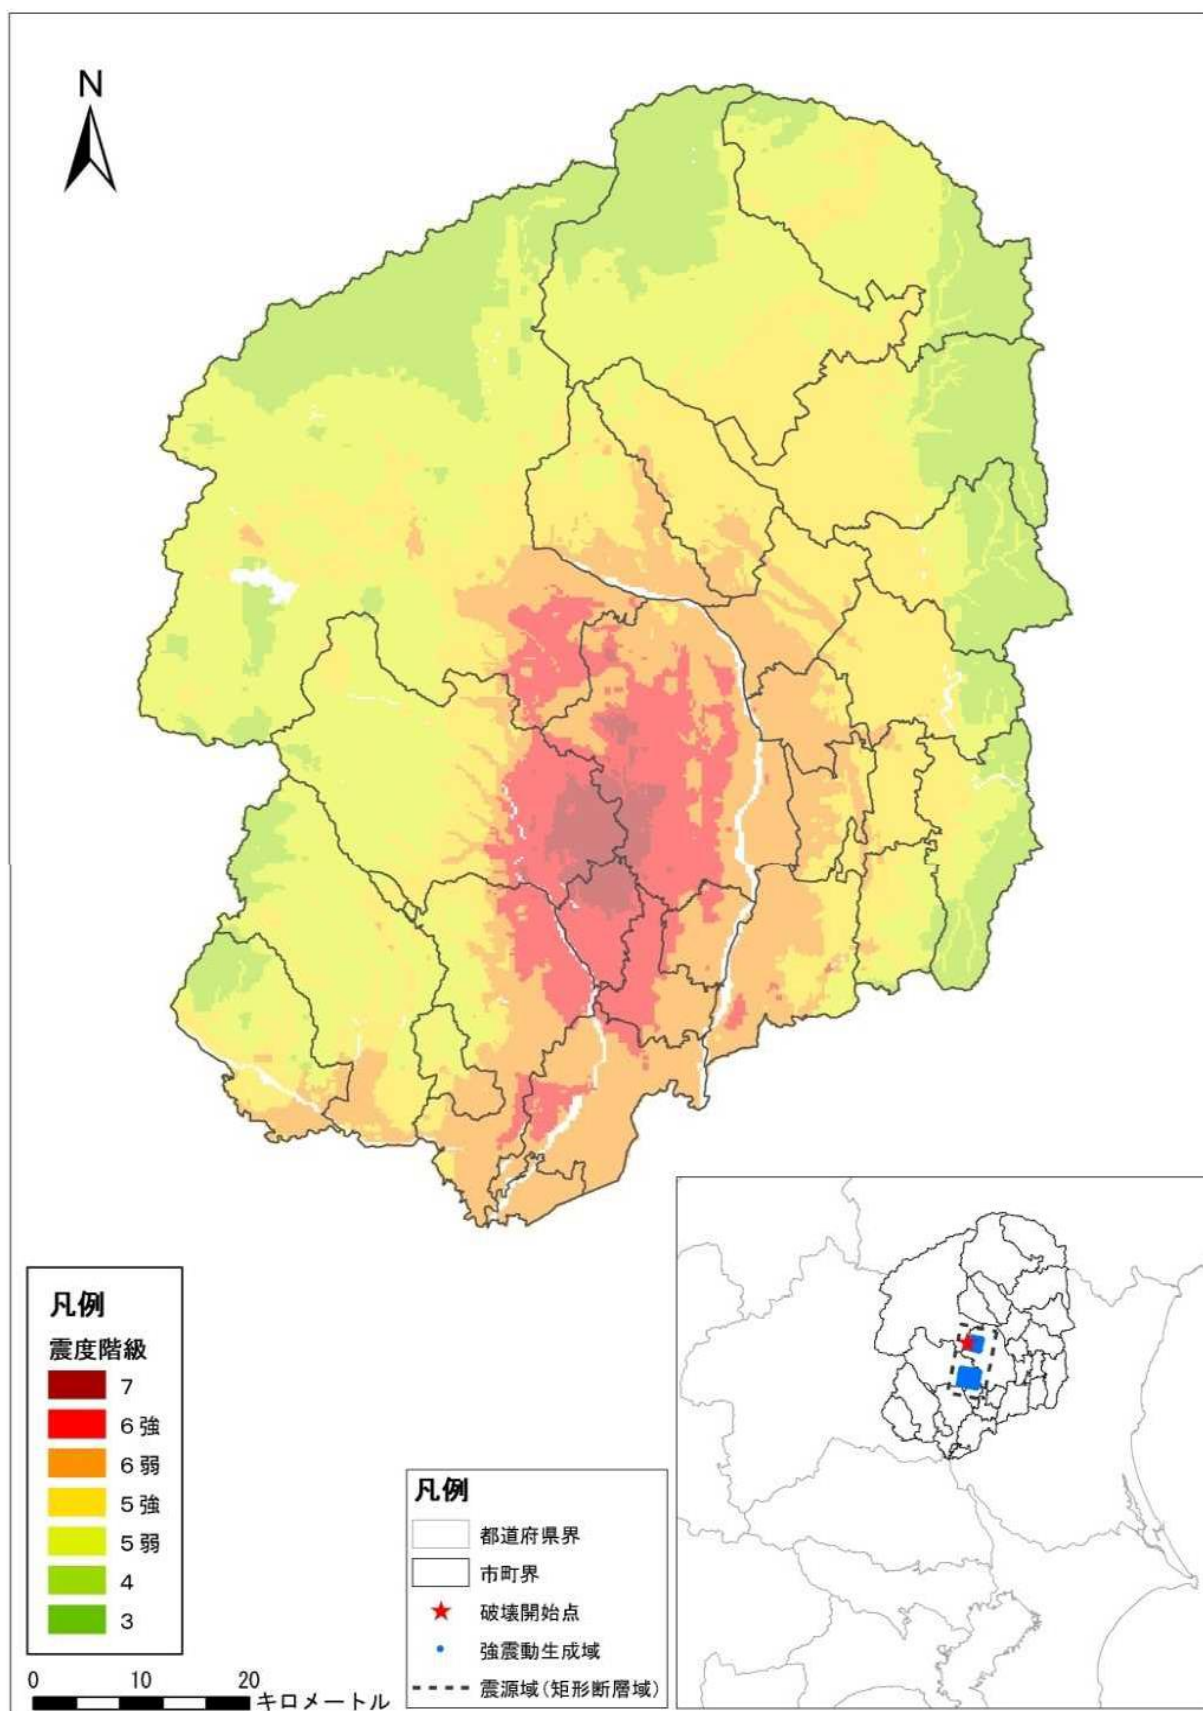 N
凡例
震度階級
7
6強
6弱
5強
5弱
4
3
0 10 20
キロメートル
凡例
都道府県界
市町界
破壊開始点
強震動生成域
震源域(矩形断層域)